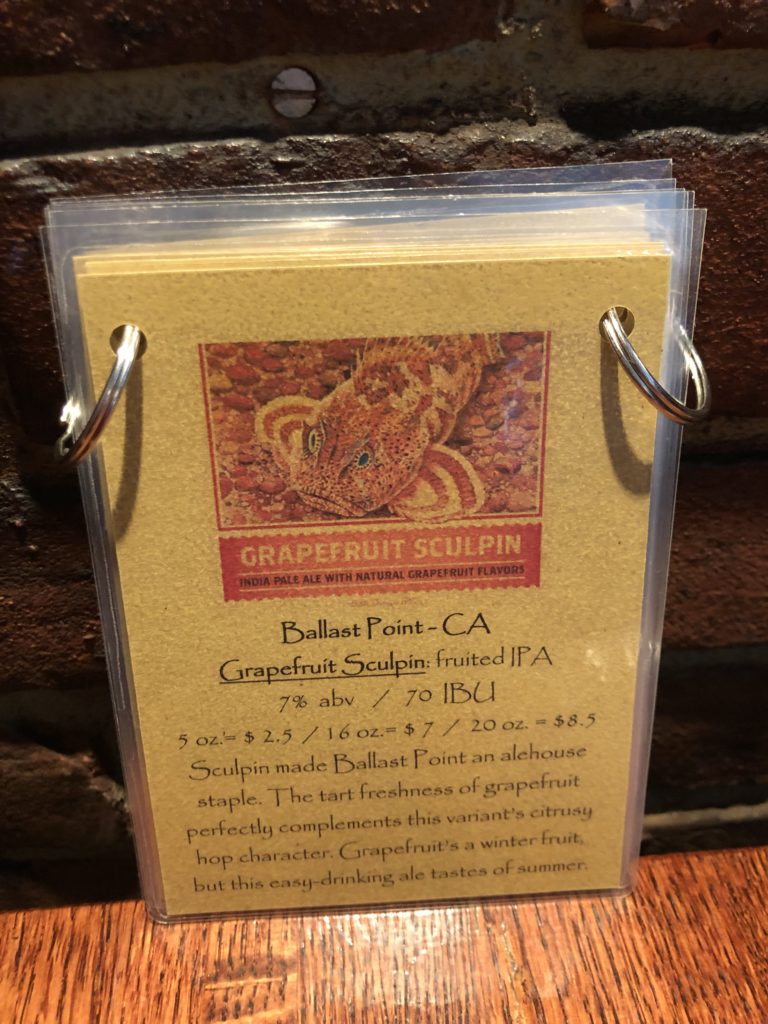 GRAPEFRUIT SCULPIN
INDIA PALE ALE WITH NATURAL GRAPEFRUIT FLAVORS
Ballast Point - CA
Grapefruit Sculpin: fruited IPA
7% abv / 70 IBU
5 oz.= $ 2.5 / 16 oz.= $ 7 / 20 oz. = $8.5
Sculpin made Ballast Point an alehouse
staple. The tart freshness of grapefruit
perfectly complements this variant's citrusy
hop character. Grapefruit's a winter fruit,
but this easy-drinking ale tastes of summer.